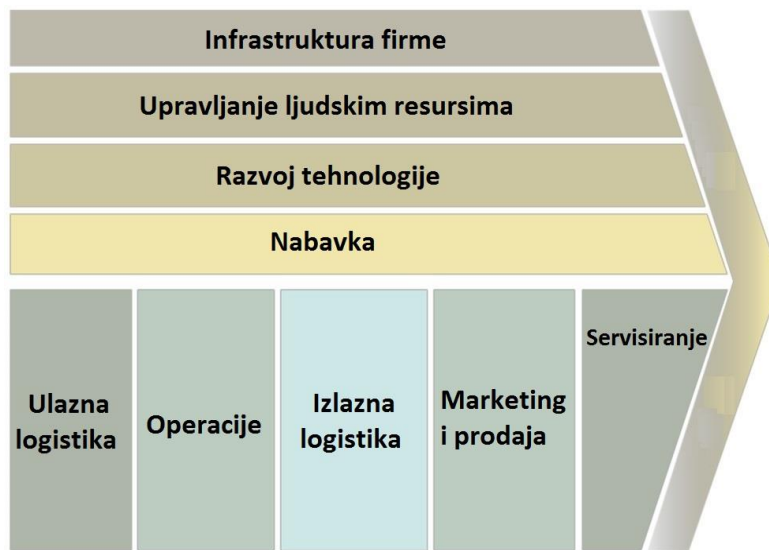 Infrastruktura firme
Upravljanje ljudskim resursima
Razvoj tehnologije
Nabavka
Ulazna
logistika
Operacije
Izlazna
logistika
Marketing
i prodaja
Servisiranje